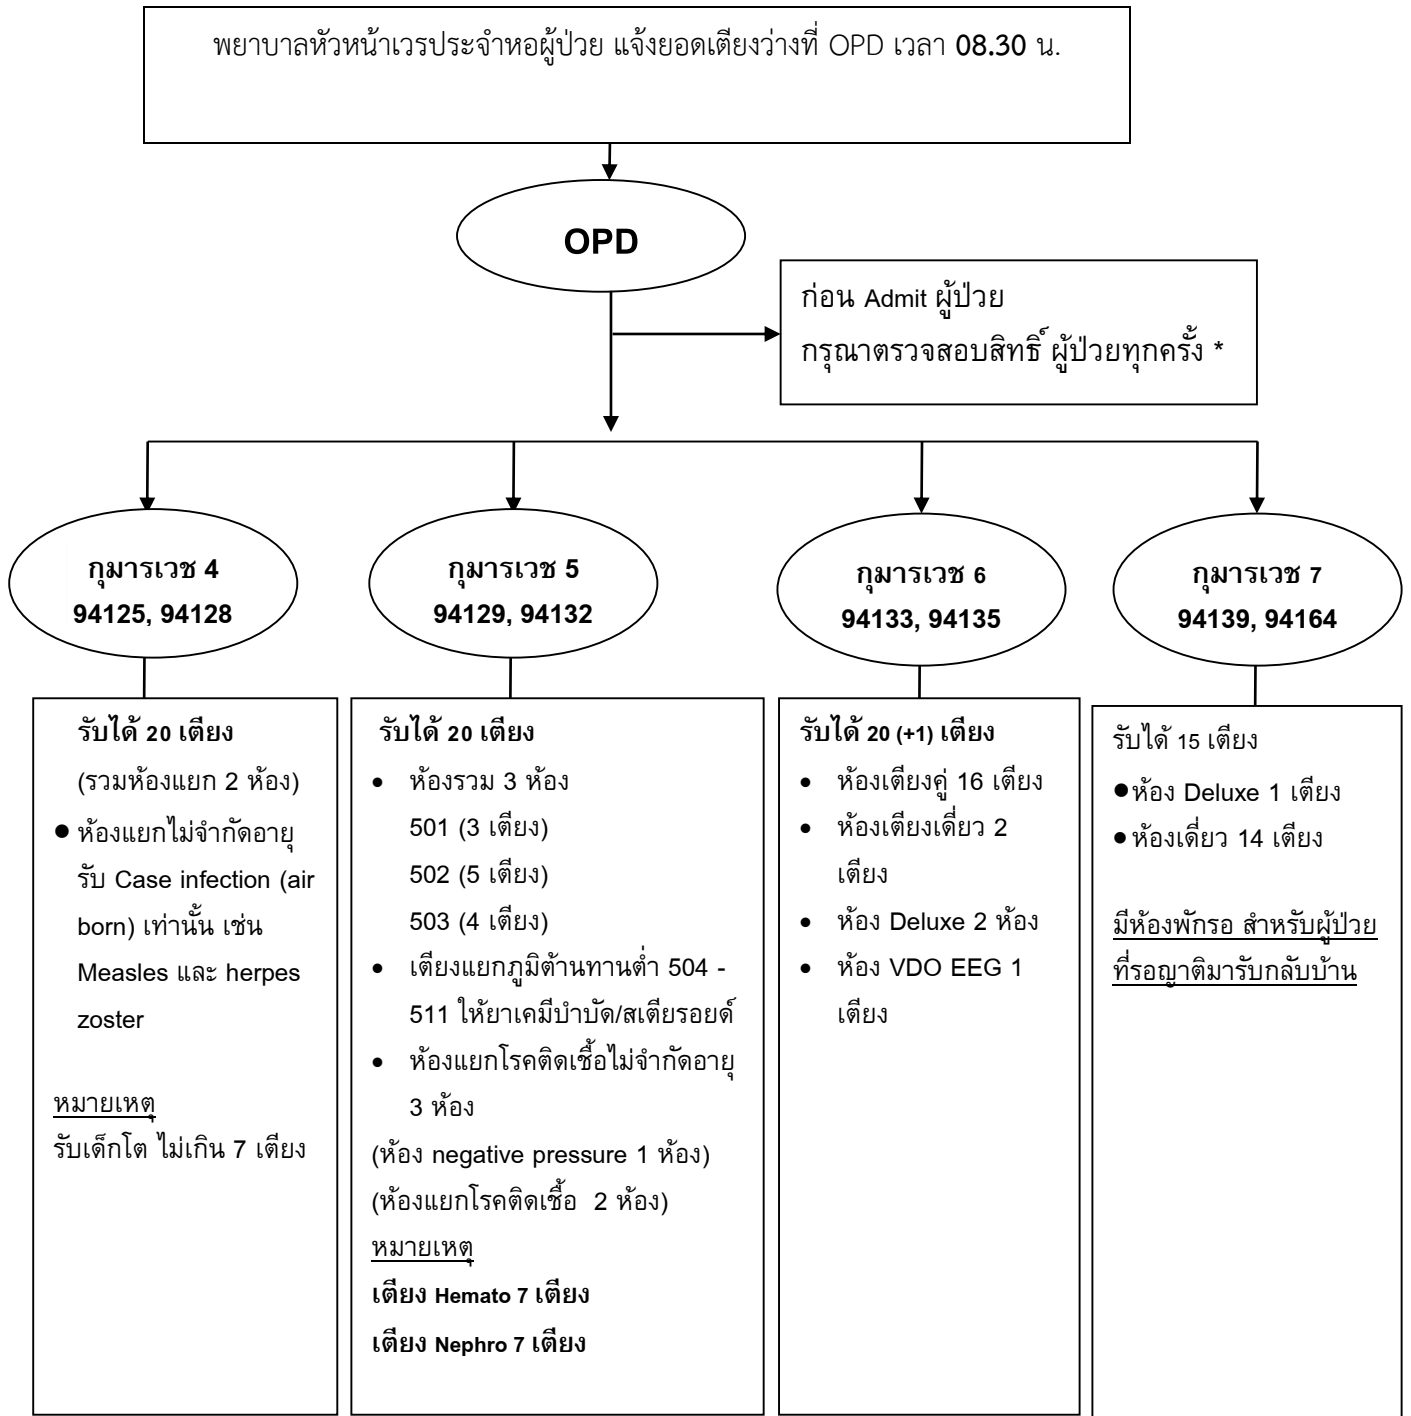 พยาบาลหัวหน้าเวรประจำหอผู้ป่วย แจ้งยอดเตียงว่างที่ OPD เวลา 08.30 น.
OPD
ก่อน Admit ผู้ป่วย
กรุณาตรวจสอบสิทธิ์ ผู้ป่วยทุกครั้ง *
กุมารเวช 4
94125, 94128
กุมารเวช 5
94129, 94132
กุมารเวช 6
94133, 94135
กุมารเวช 7
94139, 94164
รับได้ 20 เตียง
(รวมห้องแยก 2 ห้อง)
● ห้องแยกไม่จำกัดอายุ
รับ Case infection (air
born) เท่านั้น เช่น
Measles และ herpes
zoster
หมายเหตุ
รับเด็กโต ไม่เกิน 7 เตียง
รับได้ 20 เตียง
• ห้องรวม 3 ห้อง
501 (3 เตียง)
502 (5 เตียง)
503 (4 เตียง)
• เตียงแยกภูมิต้านทานต่ำ 504 -
511 ให้ยาเคมีบำบัด/สเตียรอยด์
• ห้องแยกโรคติดเชื้อไม่จำกัดอายุ
3 ห้อง
(ห้อง negative pressure 1 ห้อง)
(ห้องแยกโรคติดเชื้อ 2 ห้อง)
หมายเหตุ
เตียง Hemato 7 เตียง
เตียง Nephro 7 เตียง
รับได้ 20 (+1) เตียง
• ห้องเตียงคู่ 16 เตียง
• ห้องเตียงเดี่ยว 2
เตียง
• ห้อง Deluxe 2 ห้อง
• ห้อง VDO EEG 1
เตียง
รับได้ 15 เตียง
● ห้อง Deluxe 1 เตียง
● ห้องเดี่ยว 14 เตียง
มีห้องพักรอ สำหรับผู้ป่วย
ที่รอญาติมารับกลับบ้าน